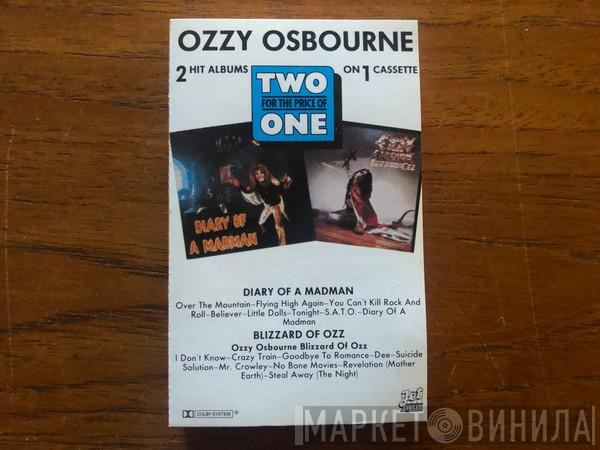 OZZY OSBOURNE
2 HIT ALBUMS
TWO
FOR THE PRICE OF
ONE
ON 1 CASSETTE
DIARY OF
A MADMAN
OZZY
DIARY OF A MADMAN
Over The Mountain–Flying High Again–You Can't Kill Rock And
Roll–Believer–Little Dolls–Tonight–S.A.T.O.–Diary Of A
Madman
BLIZZARD OF OZZ
Ozzy Osbourne Blizzard Of Ozz
I Don't Know–Crazy Train–Goodbye To Romance–Dee–Suicide
Solution–Mr. Crowley–No Bone Movies–Revelation (Mother
Earth)–Steal Away (The Night)
DOLBY SYSTEM ®
Jet
МАРКЕТ ВИНИЛА